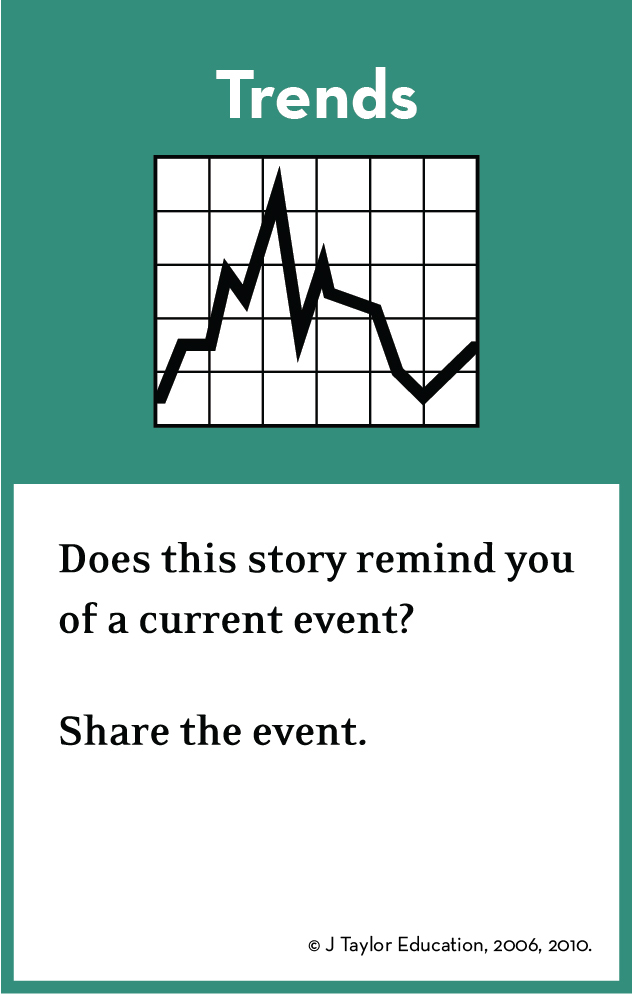 Trends
Does this story remind you
of a current event?
Share the event.
© J Taylor Education, 2006, 2010.